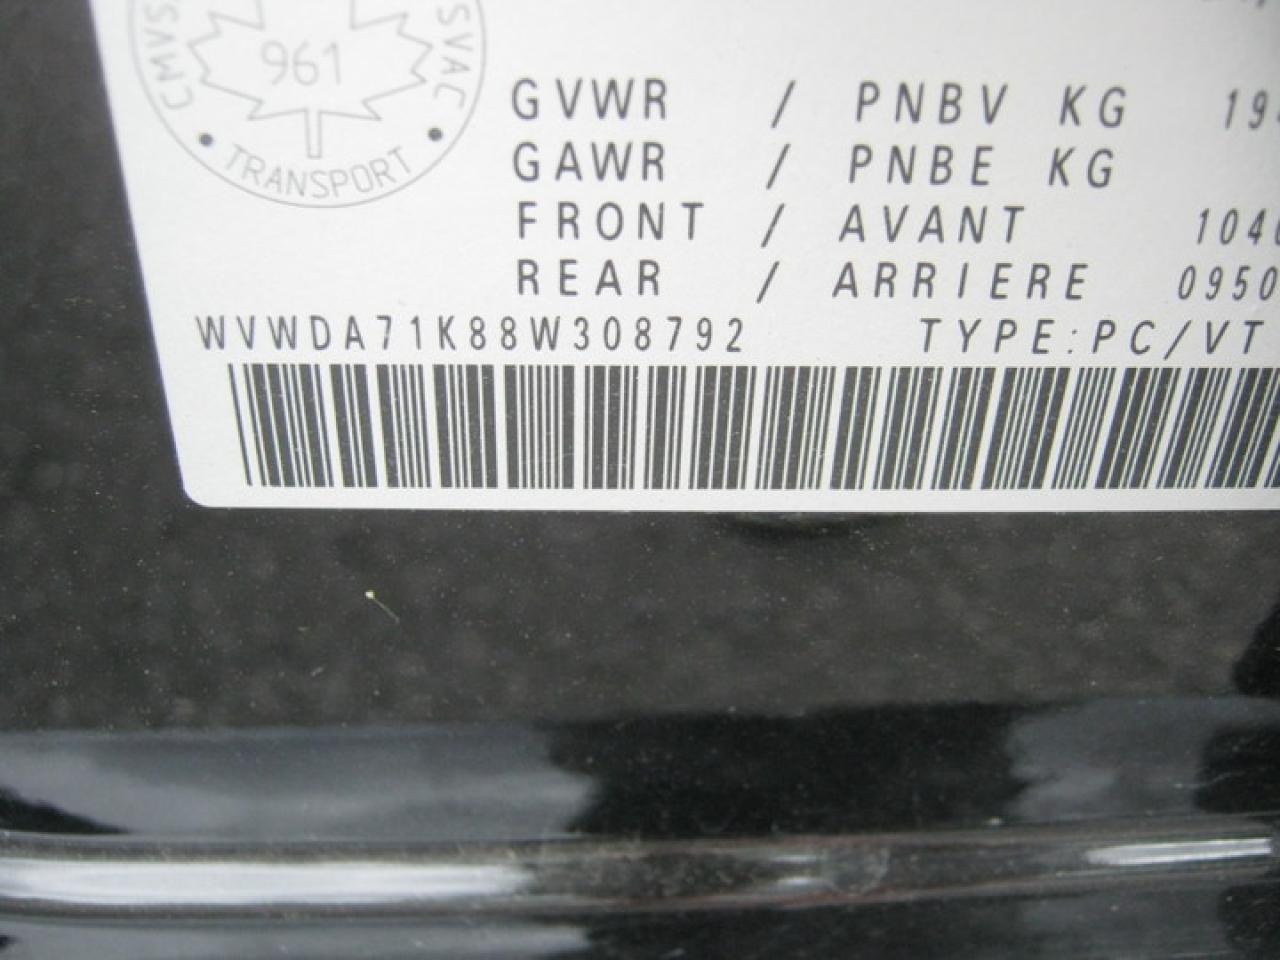 CMVSS
SVAC
961
TRANSPORT
GVWR / PNBV KG
GAWR / PNBE KG
FRONT / AVANT
REAR / ARRIERE 0950
WVWDA71K88W308792 TYPE:PC/VT